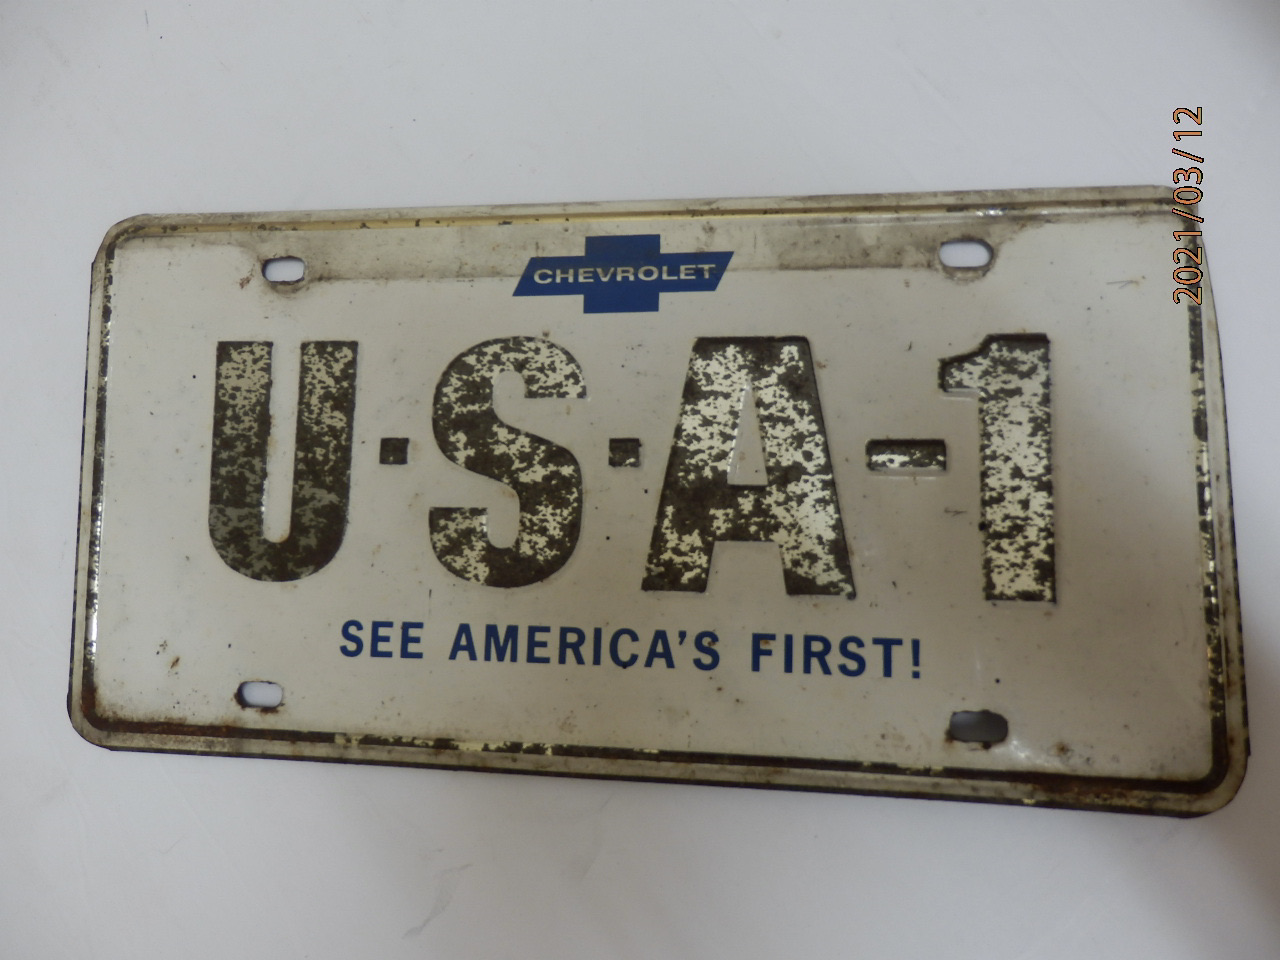 CHEVROLET
U·S·A-1
SEE AMERICA'S FIRST!
2021/03/12